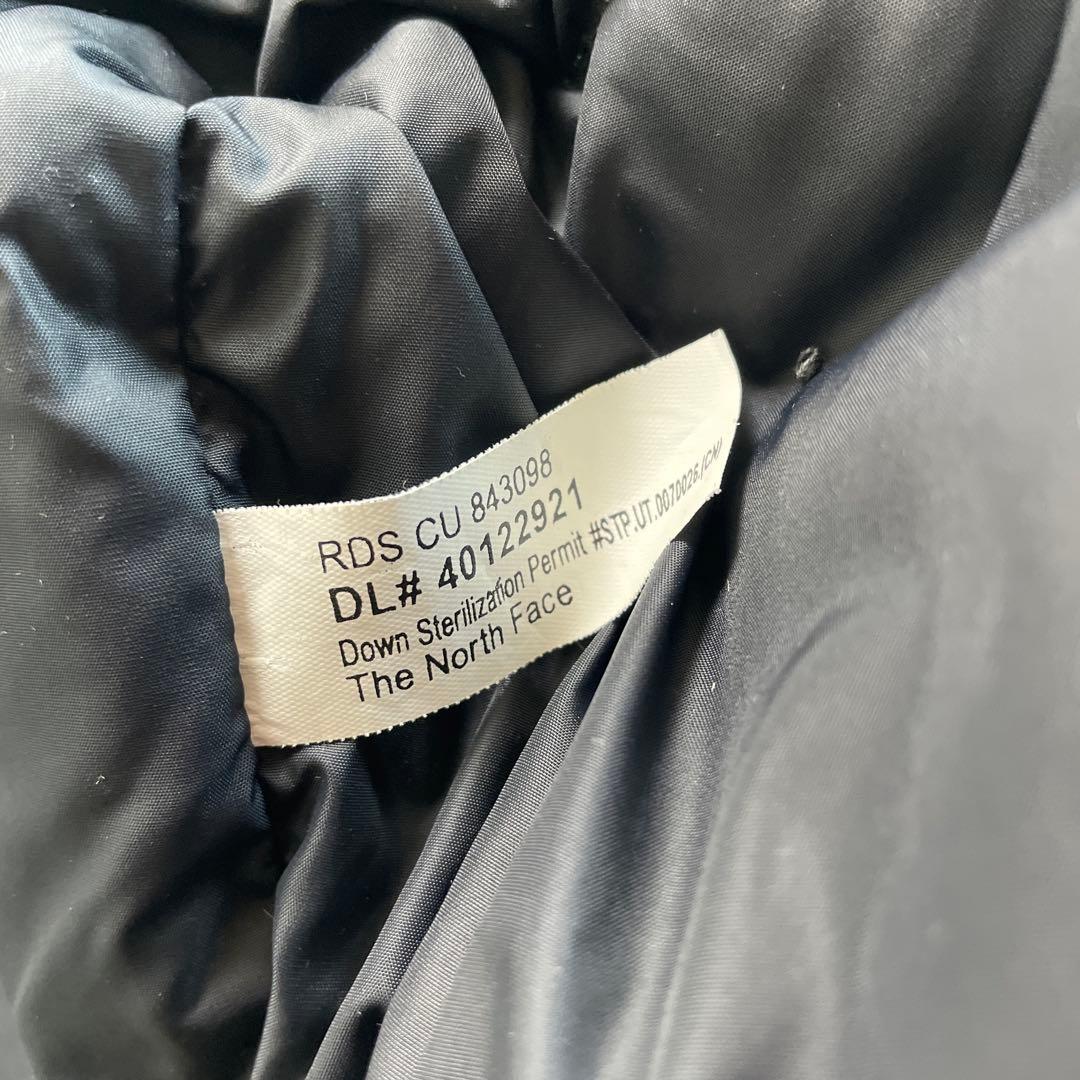 RDS CU 843098
DL# 40122921
Down Sterilization Permit #STP.UT.0070026.(CN)
The North Face